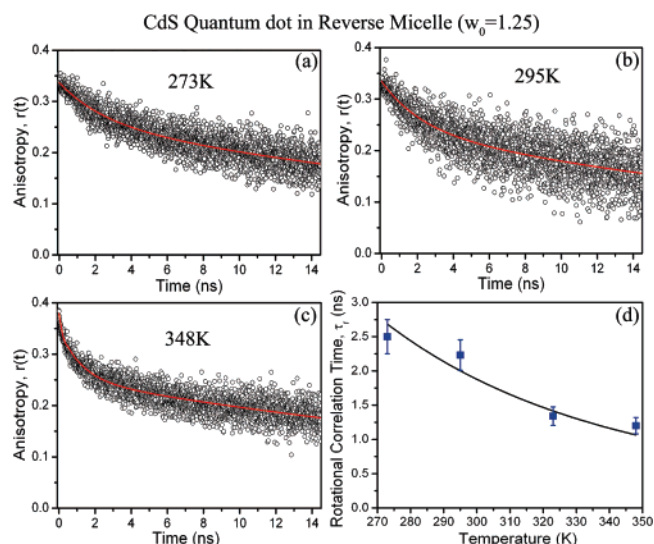 CdS Quantum dot in Reverse Micelle (w₀=1.25)
(a)
273K
Anisotropy, r(t)
0.4
0.3
0.2
0.1
0.0
0 2 4 6 8 10 12 14
Time (ns)
(b)
295K
Anisotropy, r(t)
0.4
0.3
0.2
0.1
0.0
0 2 4 6 8 10 12 14
Time (ns)
(c)
348K
Anisotropy, r(t)
0.4
0.3
0.2
0.1
0.0
0 2 4 6 8 10 12 14
Time (ns)
(d)
Rotational Correlation Time, τᵣ (ns)
3.0
2.5
2.0
1.5
1.0
0.5
0.0
270 280 290 300 310 320 330 340 350
Temperature (K)